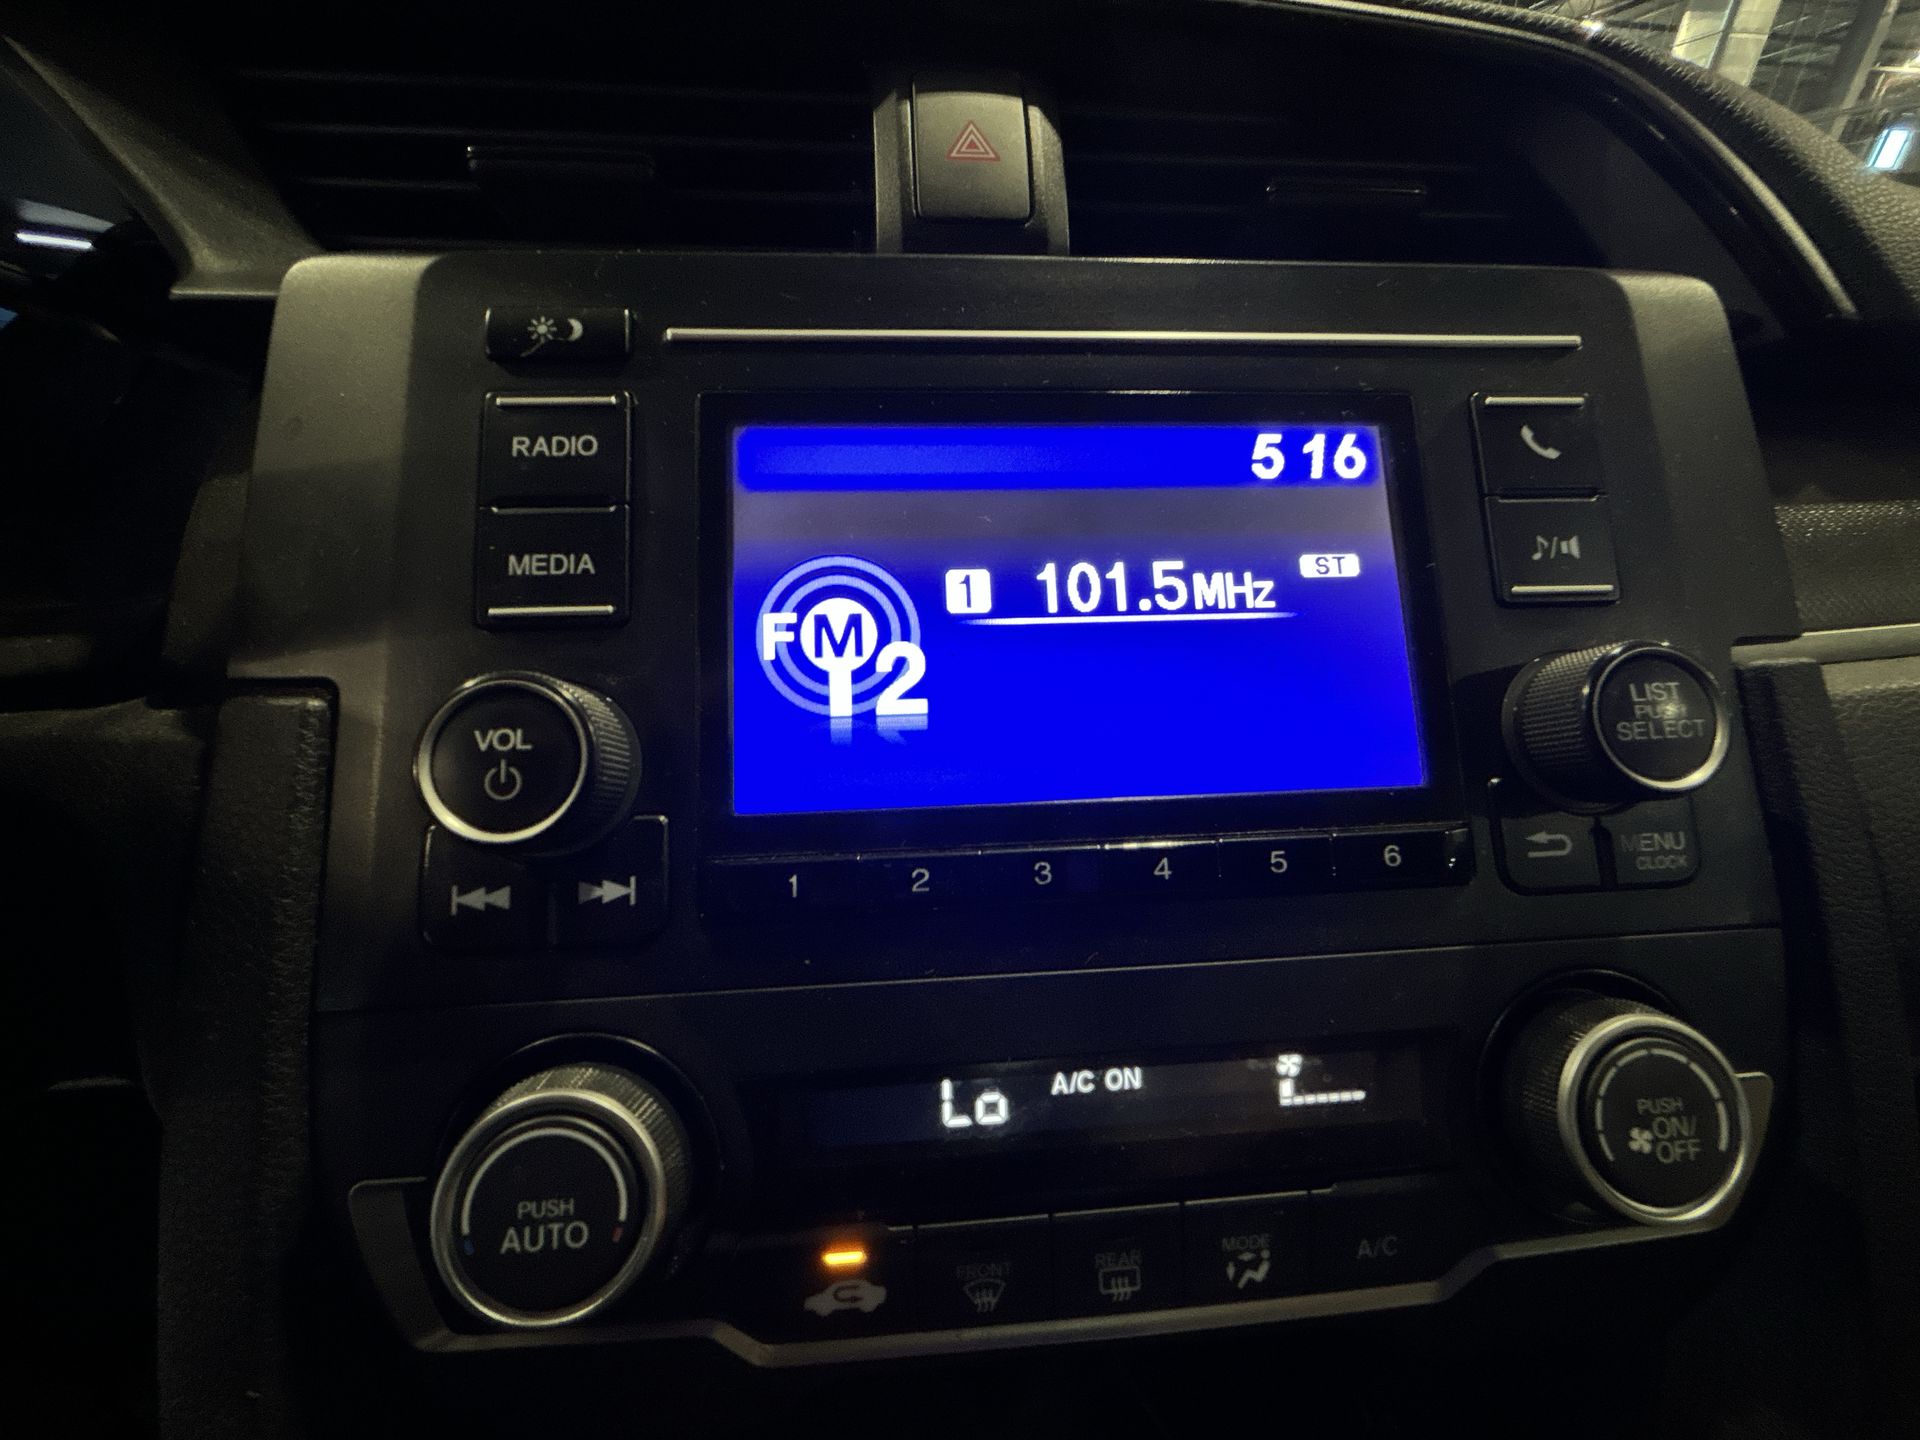 RADIO
MEDIA
VOL
5 16
FM 2
1 101.5MHz ST
LIST
PUSH
SELECT
MENU
CLOCK
1 2 3 4 5 6
Lo A/C ON
PUSH
AUTO
PUSH
ON/
OFF
FRONT
REAR
MODE
A/C